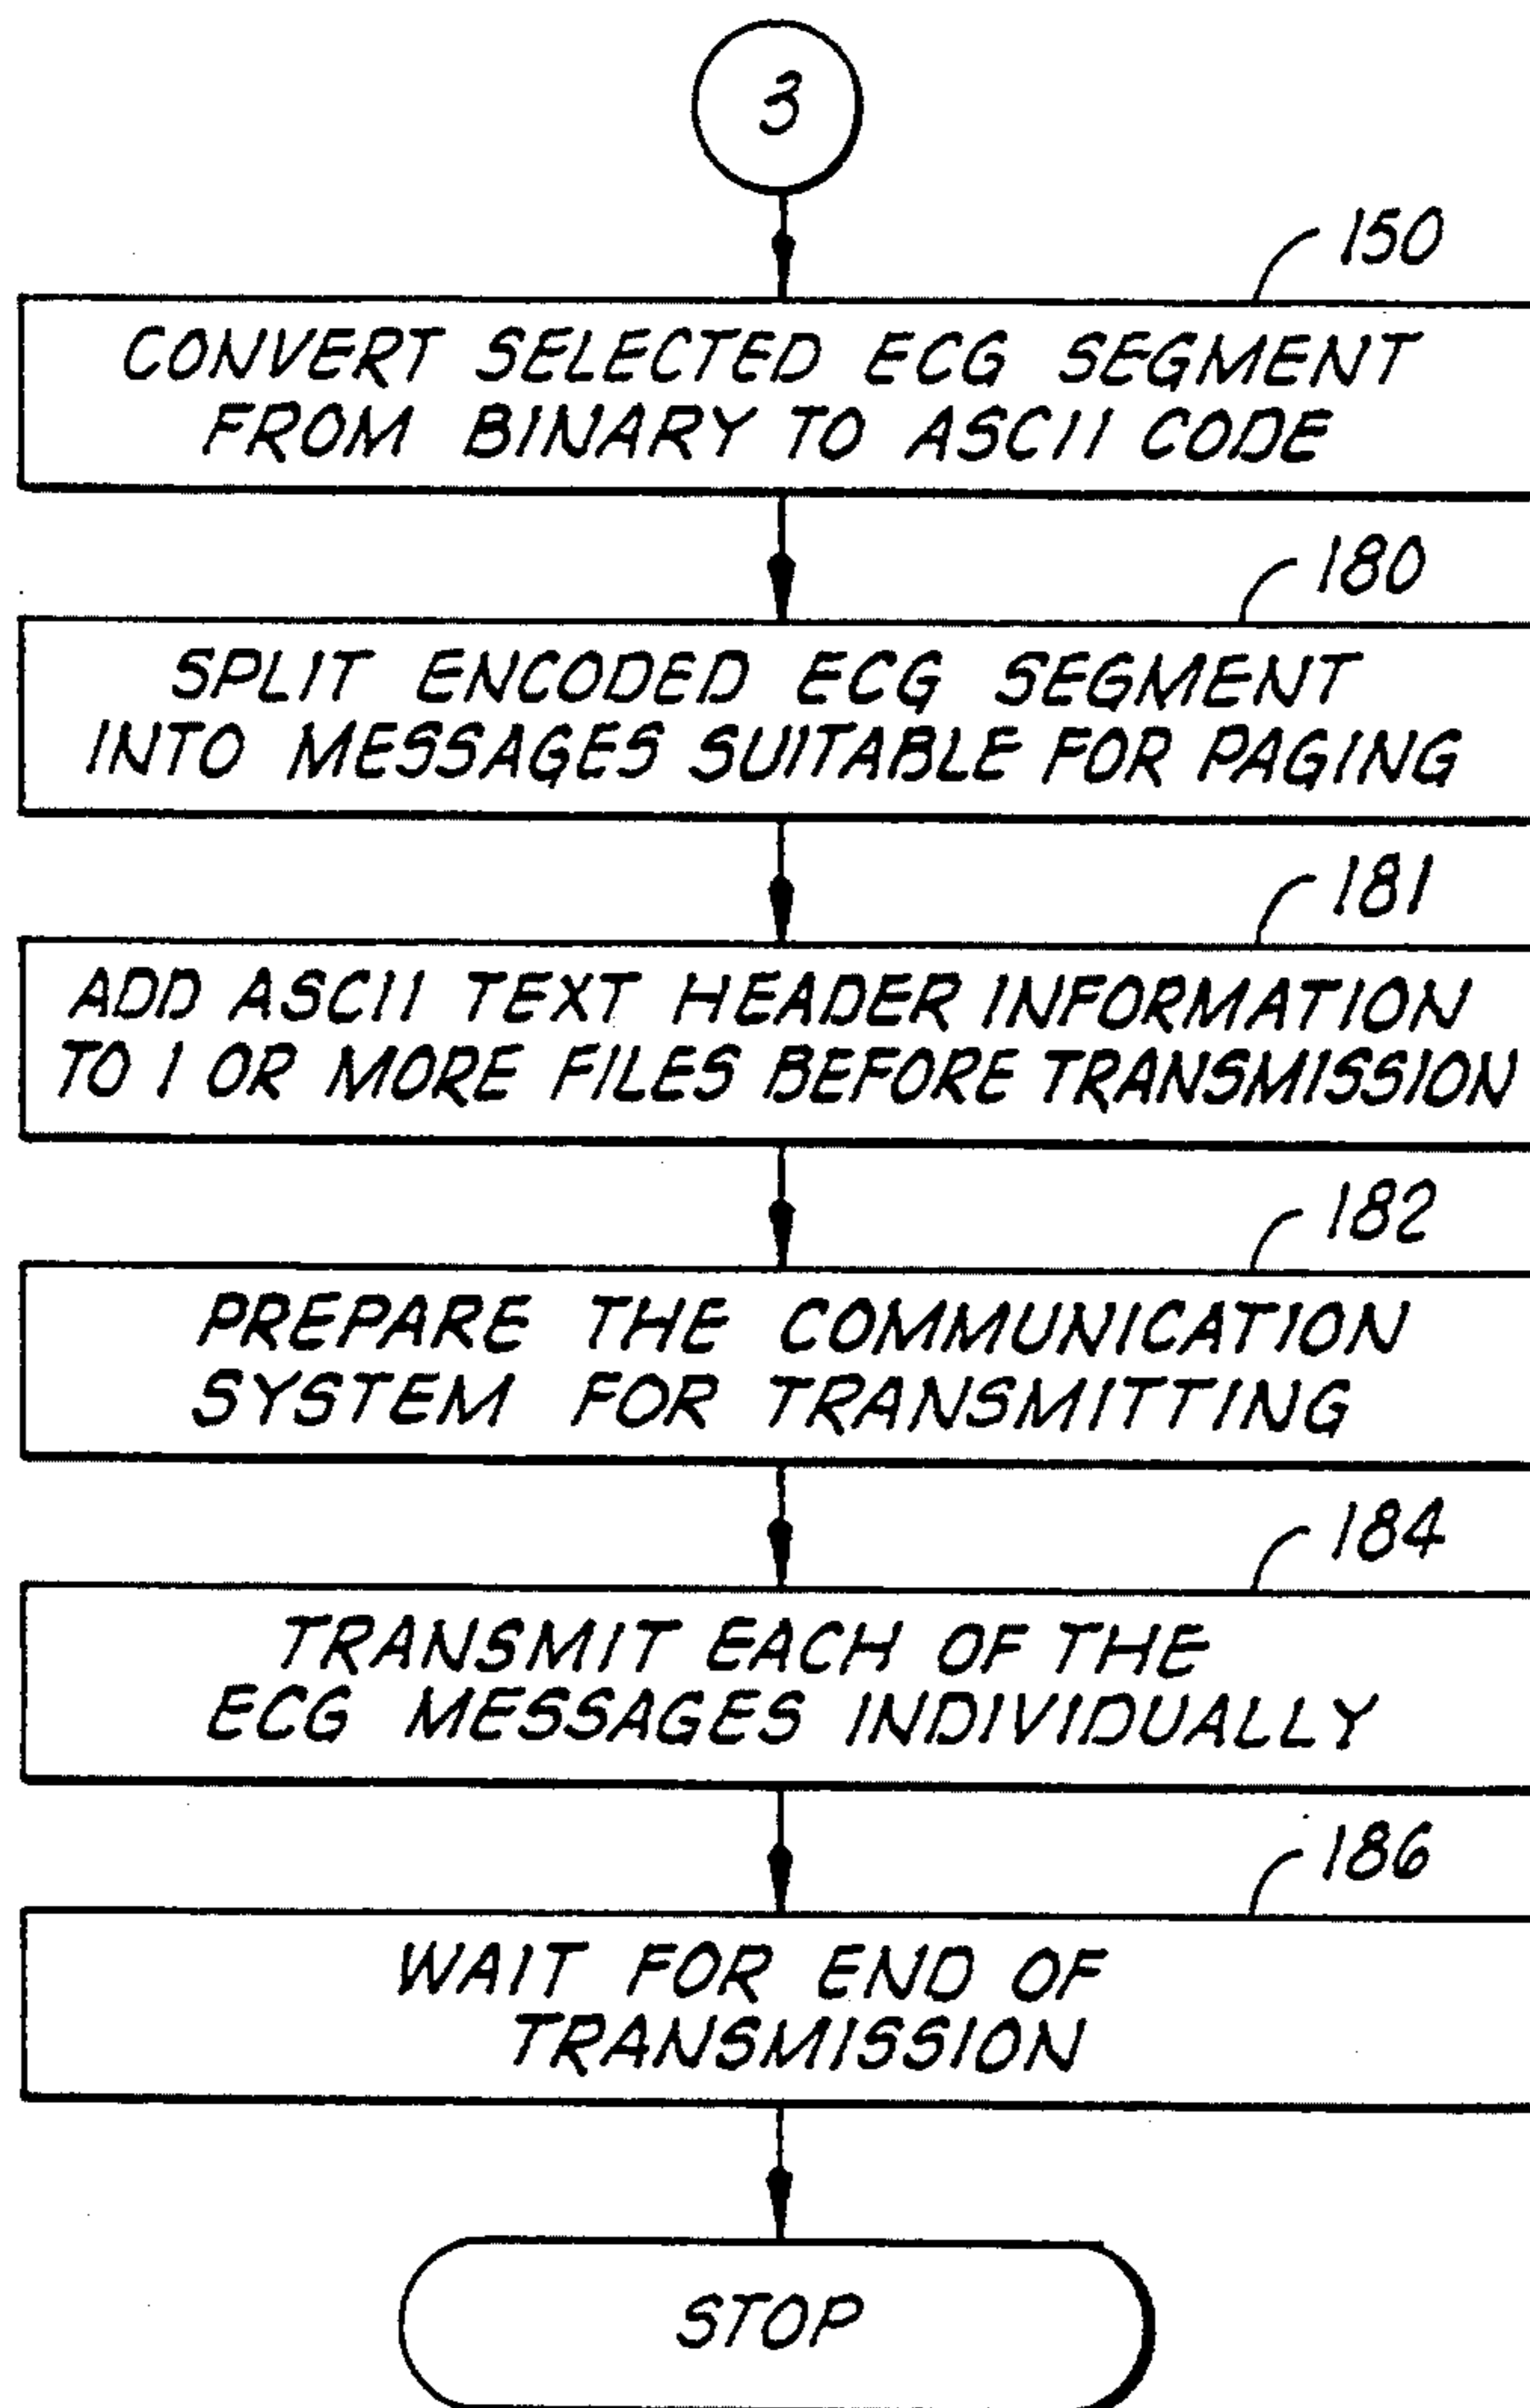 3
150
CONVERT SELECTED ECG SEGMENT
FROM BINARY TO ASCII CODE
180
SPLIT ENCODED ECG SEGMENT
INTO MESSAGES SUITABLE FOR PAGING
181
ADD ASCII TEXT HEADER INFORMATION
TO 1 OR MORE FILES BEFORE TRANSMISSION
182
PREPARE THE COMMUNICATION
SYSTEM FOR TRANSMITTING
184
TRANSMIT EACH OF THE
ECG MESSAGES INDIVIDUALLY
186
WAIT FOR END OF
TRANSMISSION
STOP